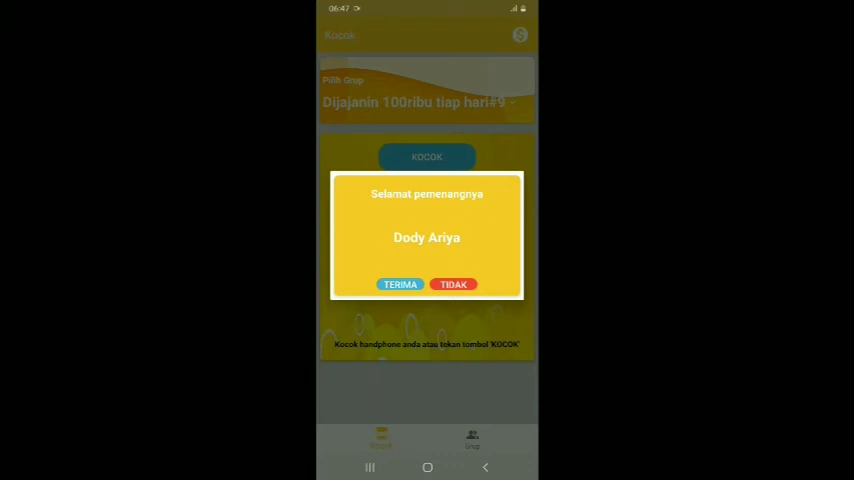 06:47
Kocok
Pilih Grup
Dijajanin 100ribu tiap hari#9
KOCOK
Selamat pemenangnya
Dody Ariya
TERIMA TIDAK
Kocok handphone anda atau tekan tombol 'KOCOK'
Kocok Grup